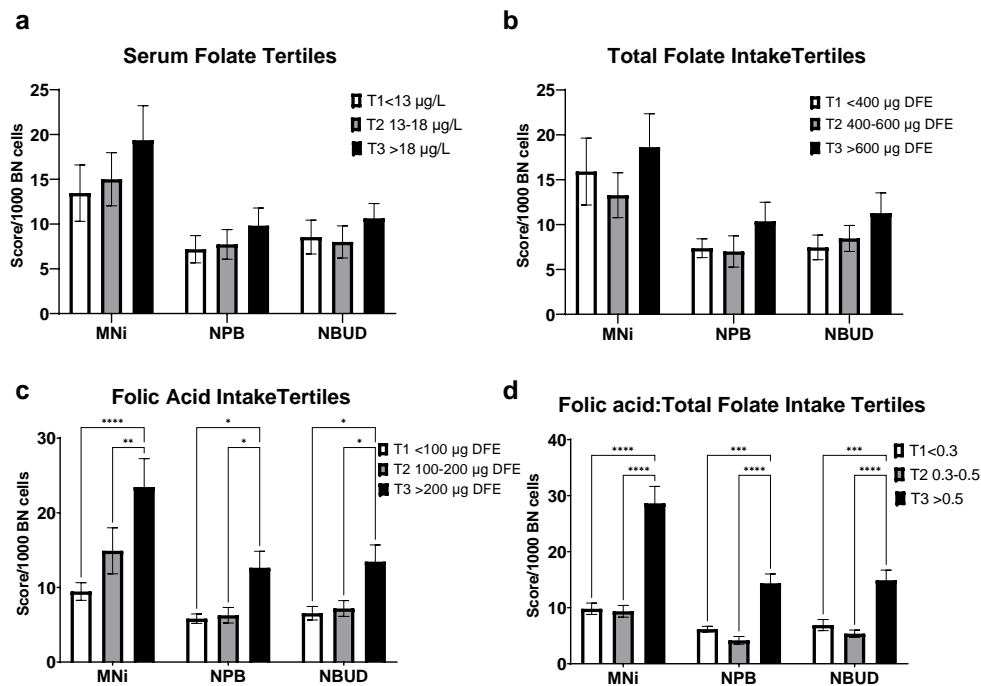 a
Serum Folate Tertiles
Score/1000 BN cells
25
20
15
10
5
0
T1<13 µg/L
T2 13-18 µg/L
T3 >18 µg/L
MNi NPB NBUD
b
Total Folate IntakeTertiles
Score/1000 BN cells
25
20
15
10
5
0
T1 <400 µg DFE
T2 400-600 µg DFE
T3 >600 µg DFE
MNi NPB NBUD
c
Folic Acid IntakeTertiles
Score/1000 BN cells
30
20
10
0
**** * *
** * *
T1 <100 µg DFE
T2 100-200 µg DFE
T3 >200 µg DFE
MNi NPB NBUD
d
Folic acid:Total Folate Intake Tertiles
Score/1000 BN cells
40
30
20
10
0
**** *** ***
**** **** ****
T1<0.3
T2 0.3-0.5
T3 >0.5
MNi NPB NBUD